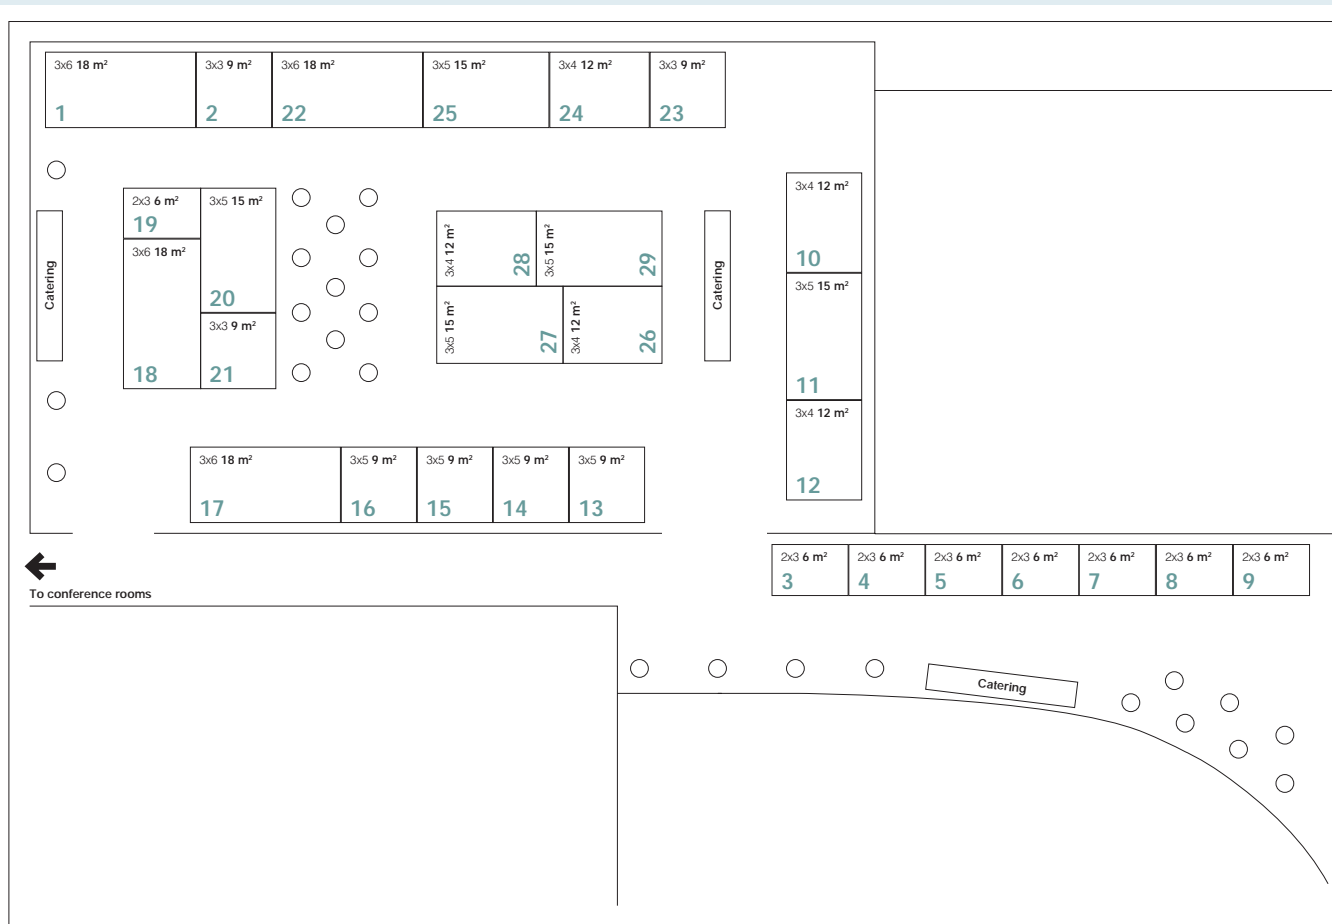 3x6 18 m²
1
3x3 9 m²
2
3x6 18 m²
22
3x5 15 m²
25
3x4 12 m²
24
3x3 9 m²
23
2x3 6 m²
19
3x5 15 m²
20
3x6 18 m²
18
3x3 9 m²
21
Catering
3x4 12 m²
28
3x5 15 m²
29
3x5 15 m²
27
3x4 12 m²
26
Catering
3x4 12 m²
10
3x5 15 m²
11
3x4 12 m²
12
3x6 18 m²
17
3x5 9 m²
16
3x5 9 m²
15
3x5 9 m²
14
3x5 9 m²
13
2x3 6 m²
3
2x3 6 m²
4
2x3 6 m²
5
2x3 6 m²
6
2x3 6 m²
7
2x3 6 m²
8
2x3 6 m²
9
To conference rooms
Catering